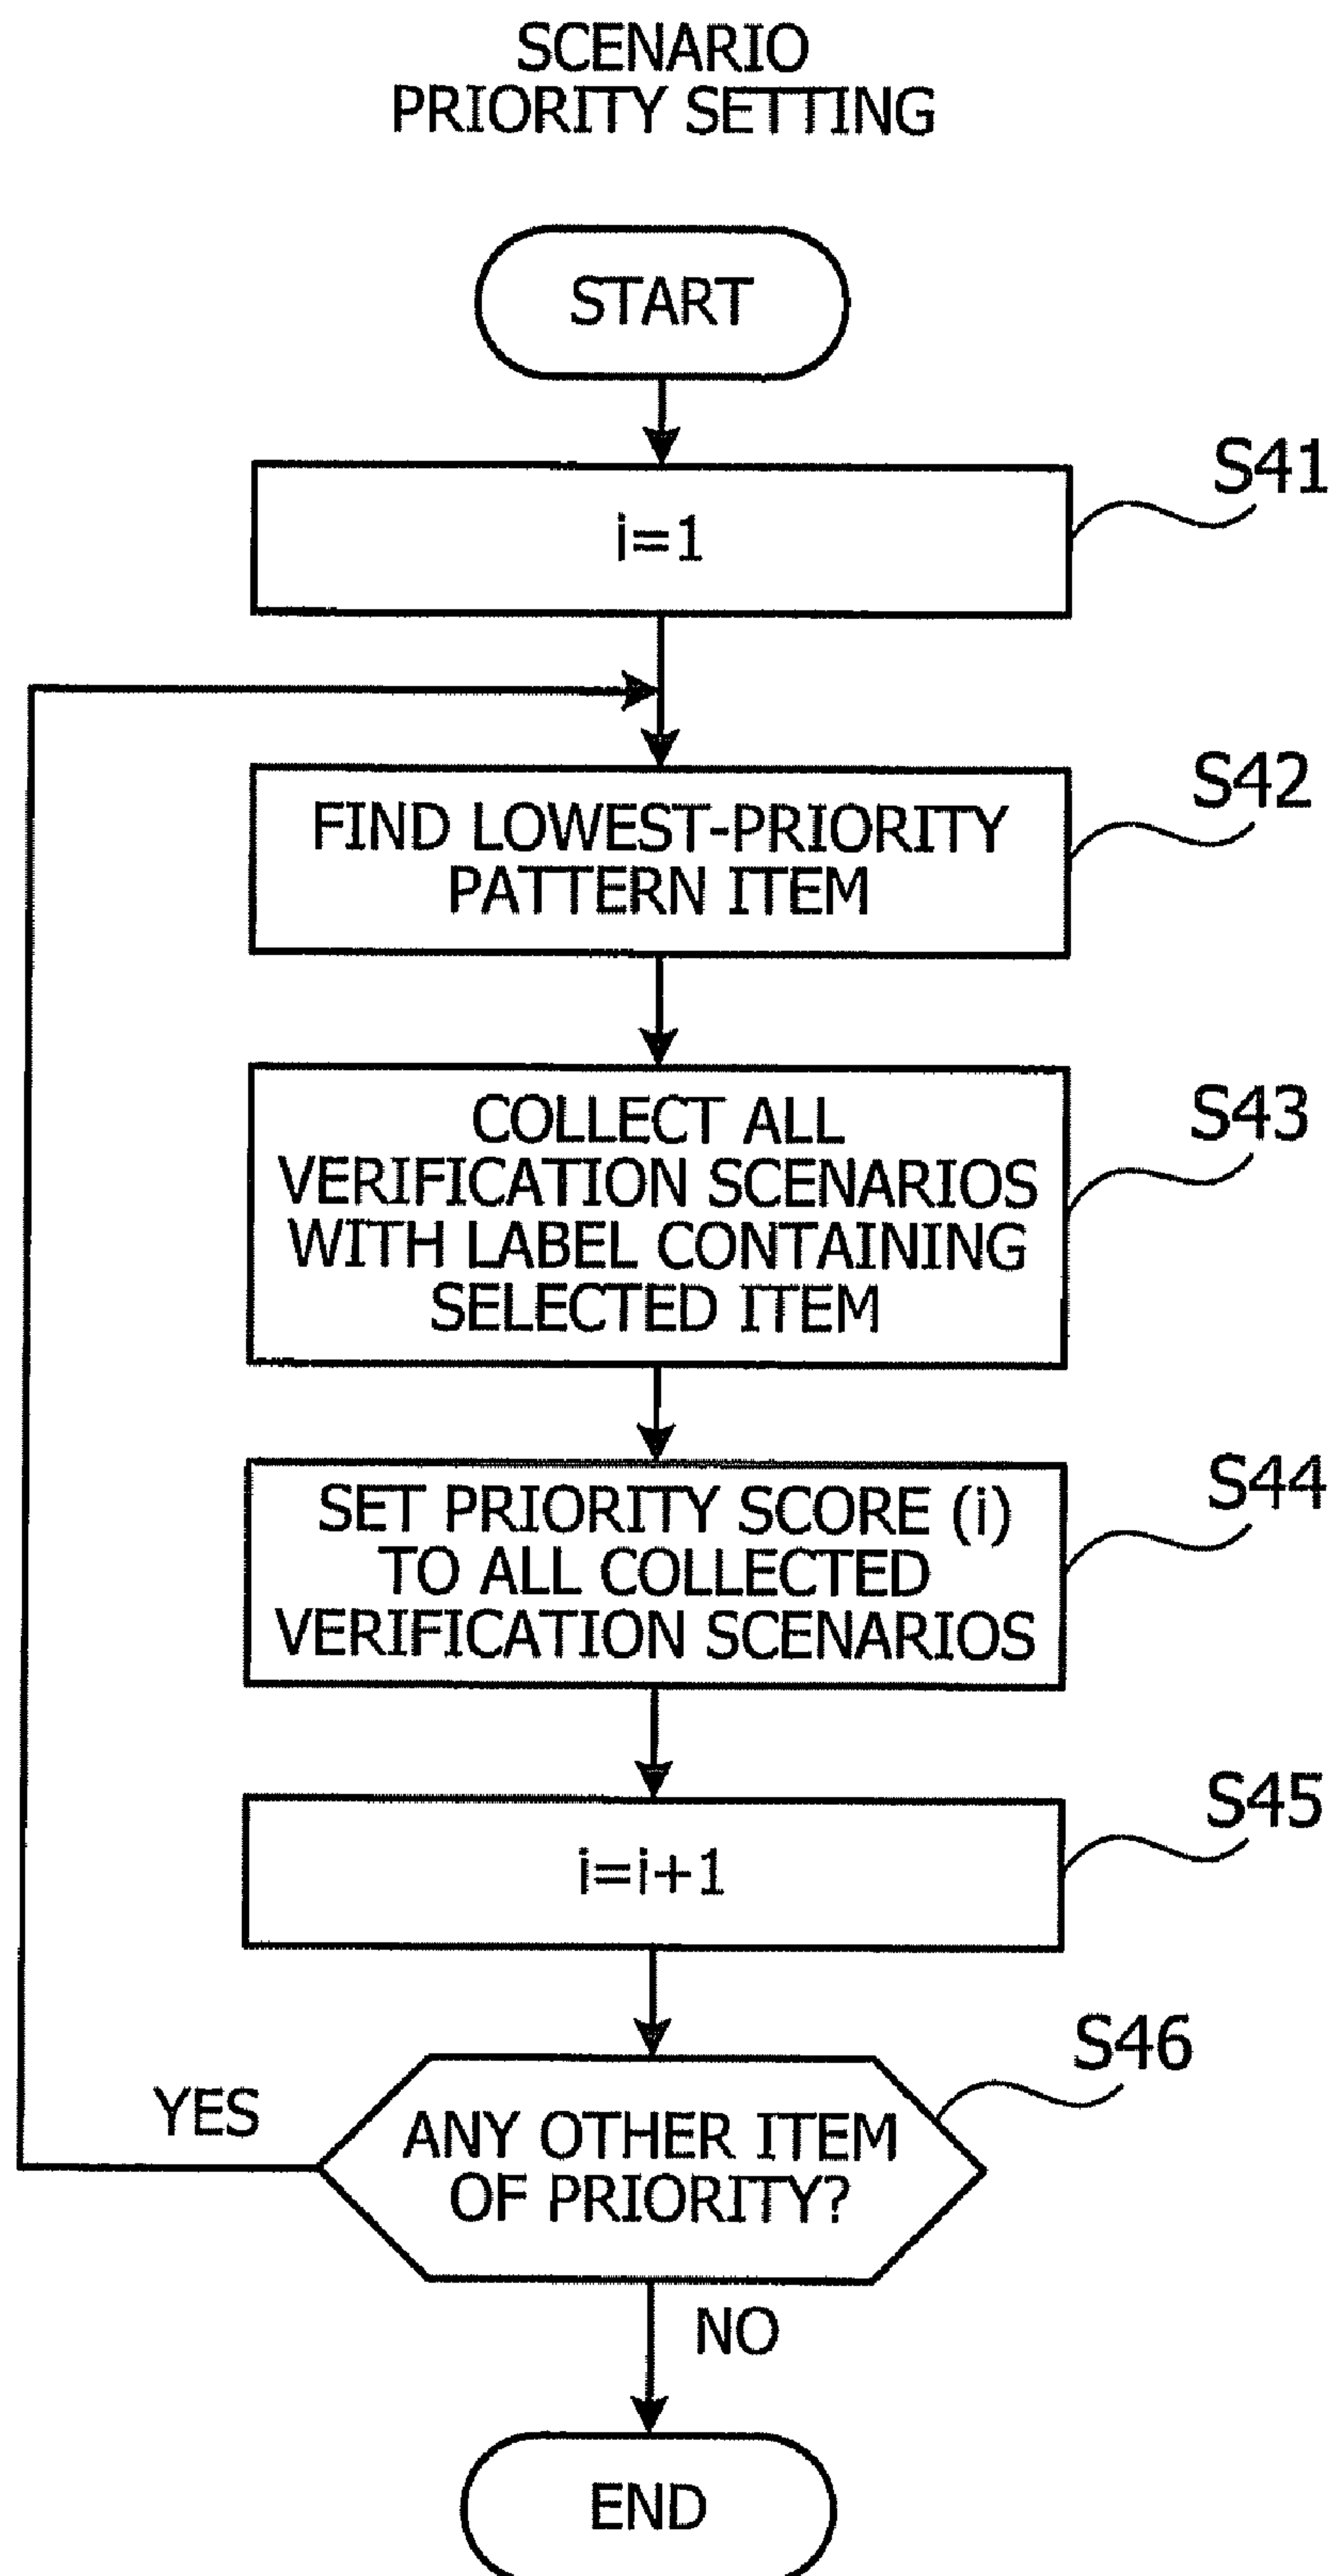 SCENARIO
PRIORITY SETTING
START
S41
i=1
S42
FIND LOWEST-PRIORITY
PATTERN ITEM
S43
COLLECT ALL
VERIFICATION SCENARIOS
WITH LABEL CONTAINING
SELECTED ITEM
S44
SET PRIORITY SCORE (i)
TO ALL COLLECTED
VERIFICATION SCENARIOS
S45
i=i+1
S46
YES
ANY OTHER ITEM
OF PRIORITY?
NO
END